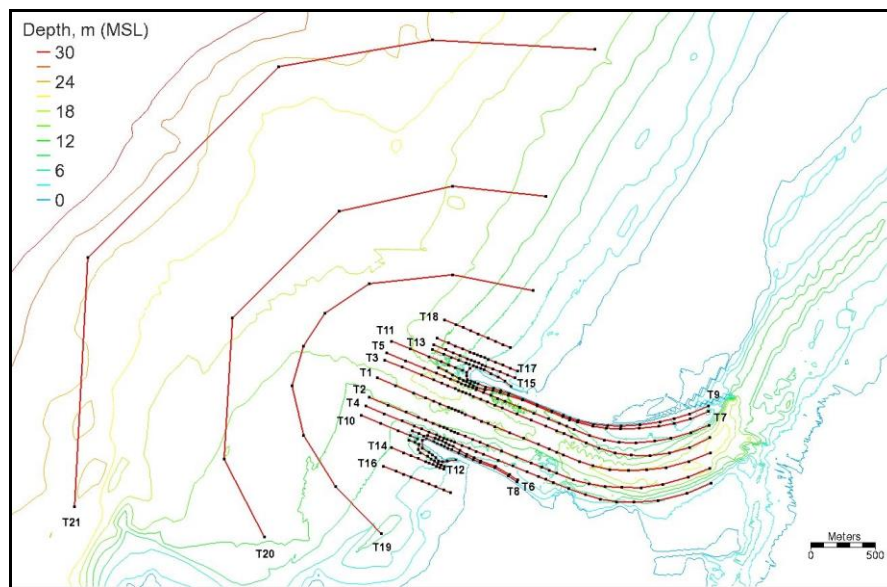 Depth, m (MSL)
30
24
18
12
6
0
T18
T11
T13
T5
T3
T17
T15
T1
T2
T9
T4
T7
T10
T14
T12
T16
T6
T8
T21
T20
T19
Meters
0
500